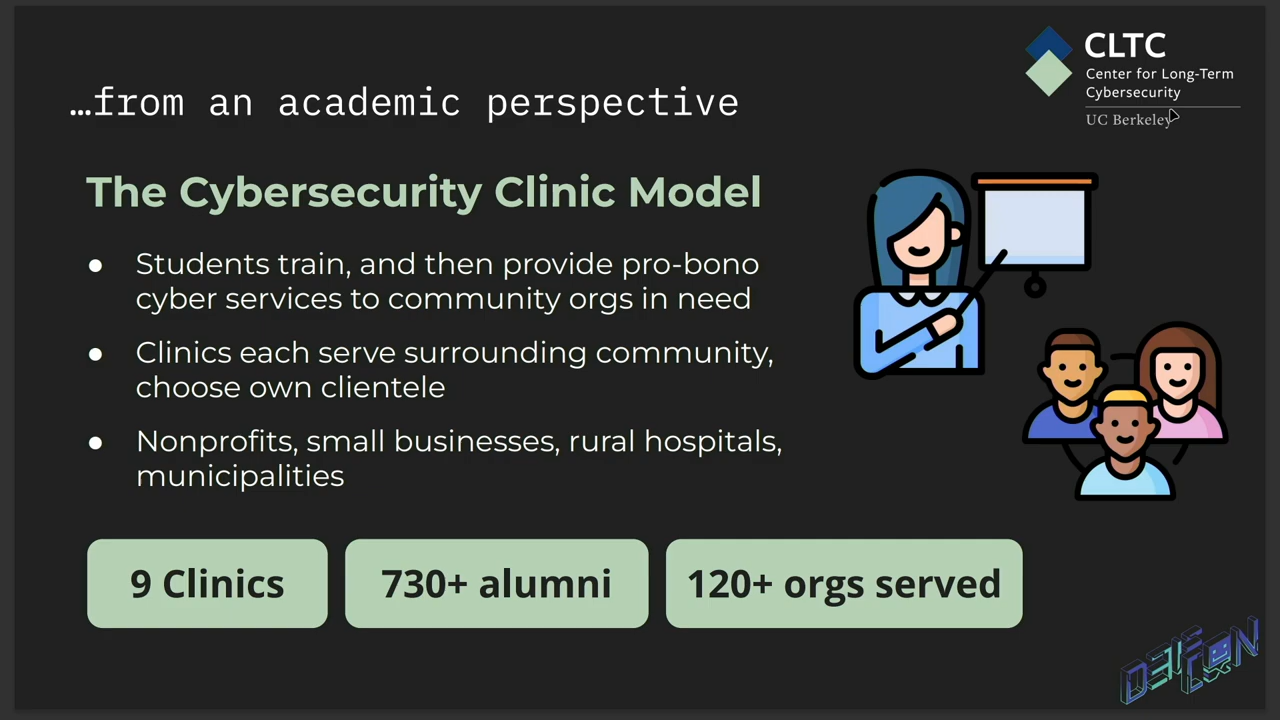 CLTC
Center for Long-Term
Cybersecurity
UC Berkeley
…from an academic perspective
The Cybersecurity Clinic Model
● Students train, and then provide pro-bono
cyber services to community orgs in need
● Clinics each serve surrounding community,
choose own clientele
● Nonprofits, small businesses, rural hospitals,
municipalities
9 Clinics
730+ alumni
120+ orgs served
DEF
CON